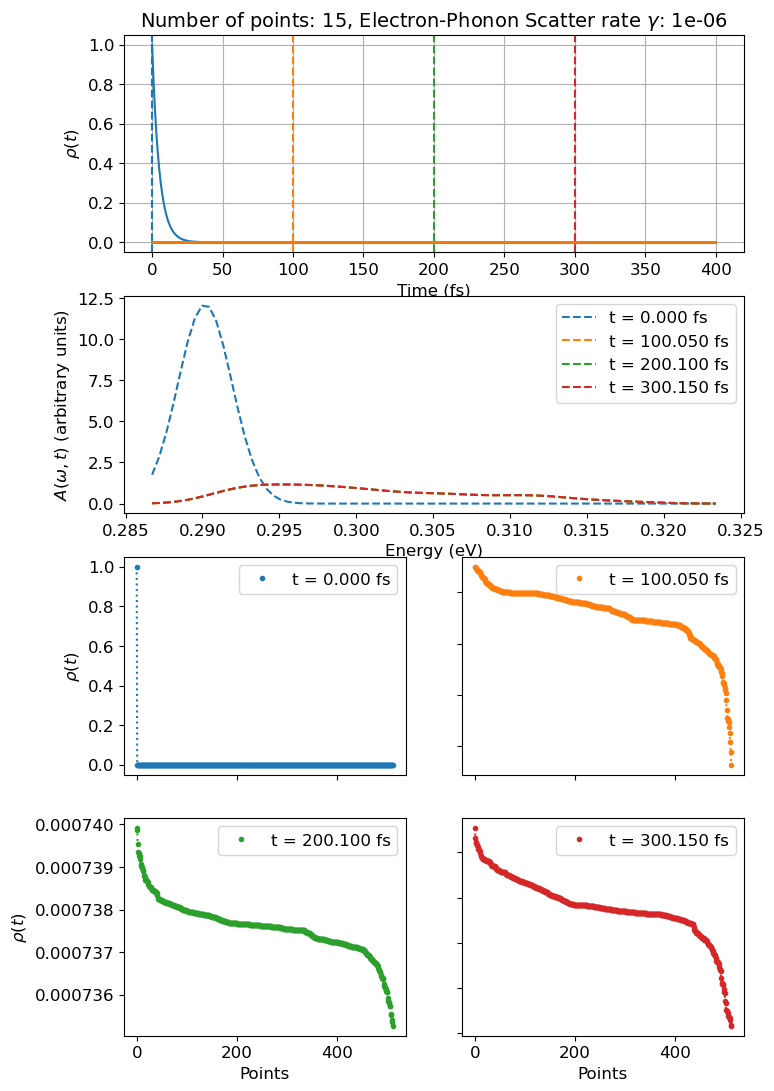 Number of points: 15, Electron-Phonon Scatter rate γ: 1e-06
ρ(t)
1.0
0.8
0.6
0.4
0.2
0.0
0 50 100 150 200 250 300 350 400
Time (fs)
A(ω, t) (arbitrary units)
12.5
10.0
7.5
5.0
2.5
0.0
t = 0.000 fs
t = 100.050 fs
t = 200.100 fs
t = 300.150 fs
0.285 0.290 0.295 0.300 0.305 0.310 0.315 0.320 0.325
Energy (eV)
ρ(t)
1.0
0.8
0.6
0.4
0.2
0.0
t = 0.000 fs
t = 100.050 fs
ρ(t)
0.000740
0.000739
0.000738
0.000737
0.000736
t = 200.100 fs
t = 300.150 fs
0 200 400
0 200 400
Points
Points